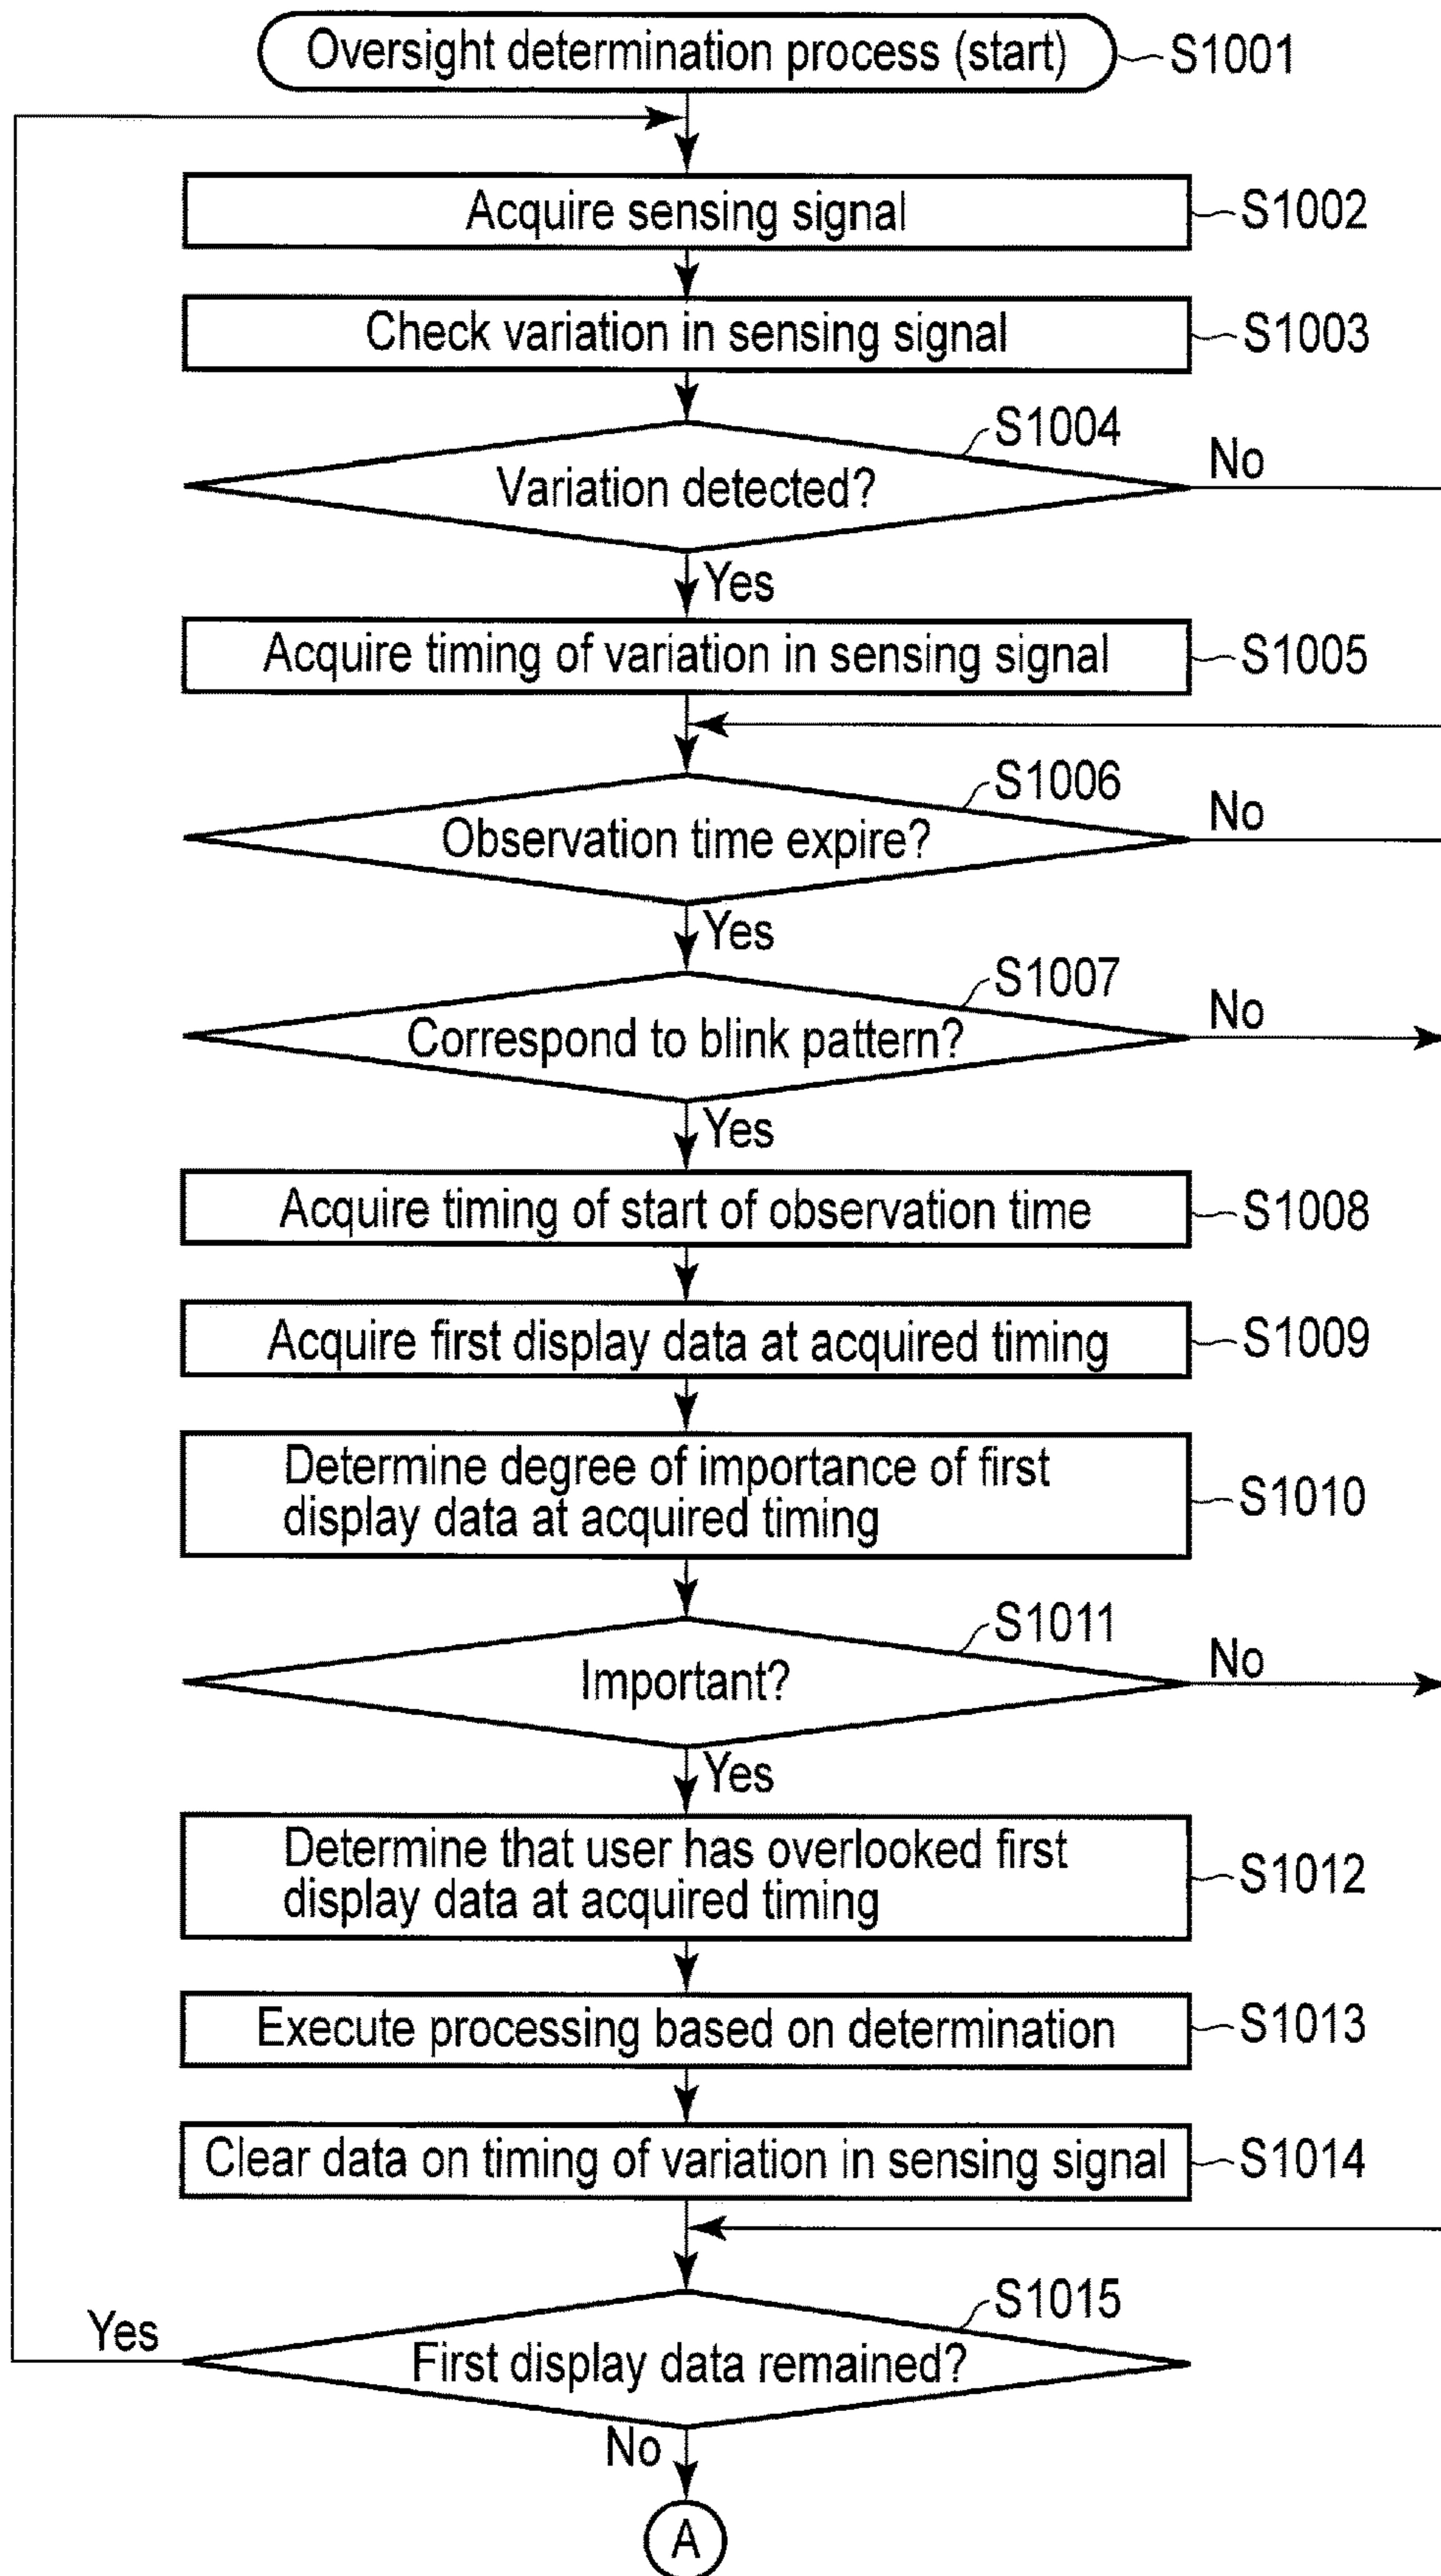 Oversight determination process (start)
S1001
Acquire sensing signal
S1002
Check variation in sensing signal
S1003
S1004
Variation detected?
No
Yes
Acquire timing of variation in sensing signal
S1005
S1006
Observation time expire?
No
Yes
S1007
Correspond to blink pattern?
No
Yes
Acquire timing of start of observation time
S1008
Acquire first display data at acquired timing
S1009
Determine degree of importance of first
display data at acquired timing
S1010
S1011
Important?
No
Yes
Determine that user has overlooked first
display data at acquired timing
S1012
Execute processing based on determination
S1013
Clear data on timing of variation in sensing signal
S1014
S1015
Yes
First display data remained?
No
A